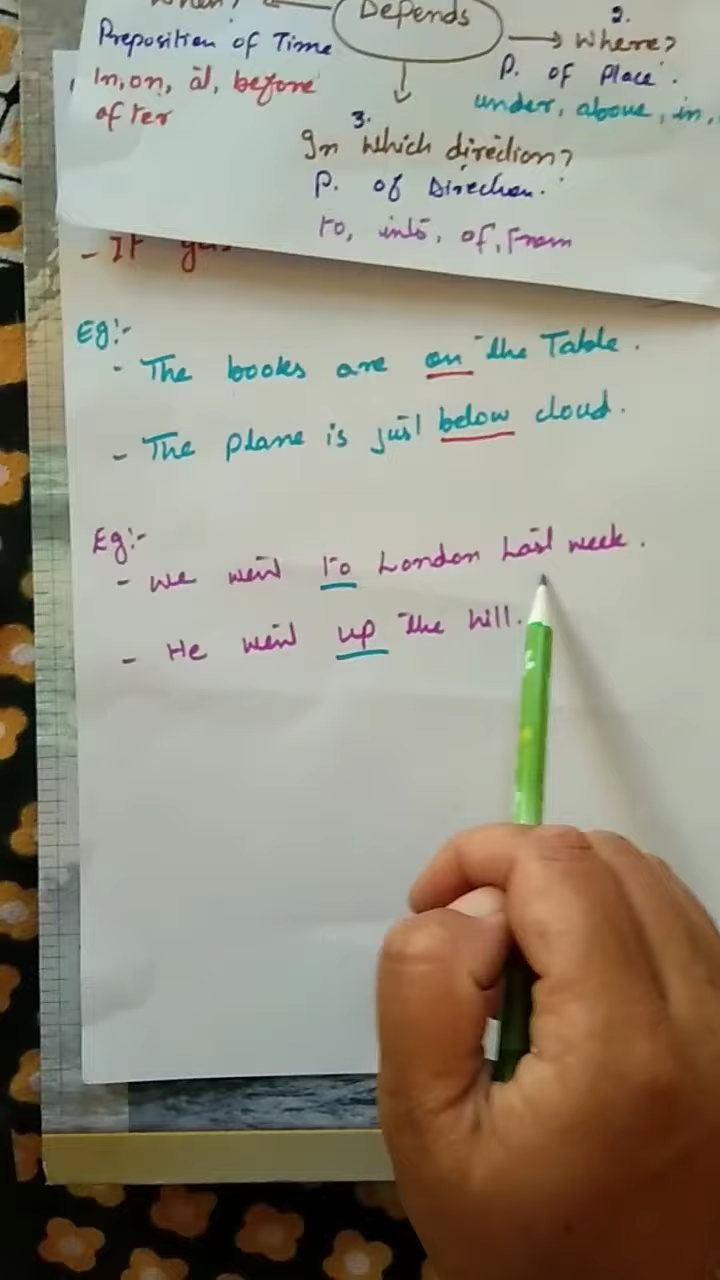 When?
Depends
2.
Where?
Preposition of Time
P. of Place.
In, on, at, before
under, above, in,
after
3.
In which direction?
P. of Direction.
to, into, of, From
- It
Eg:-
- The books are on the Table.
- The plane is just below cloud.
Eg:-
- We went to London Last week.
- He went up the hill.